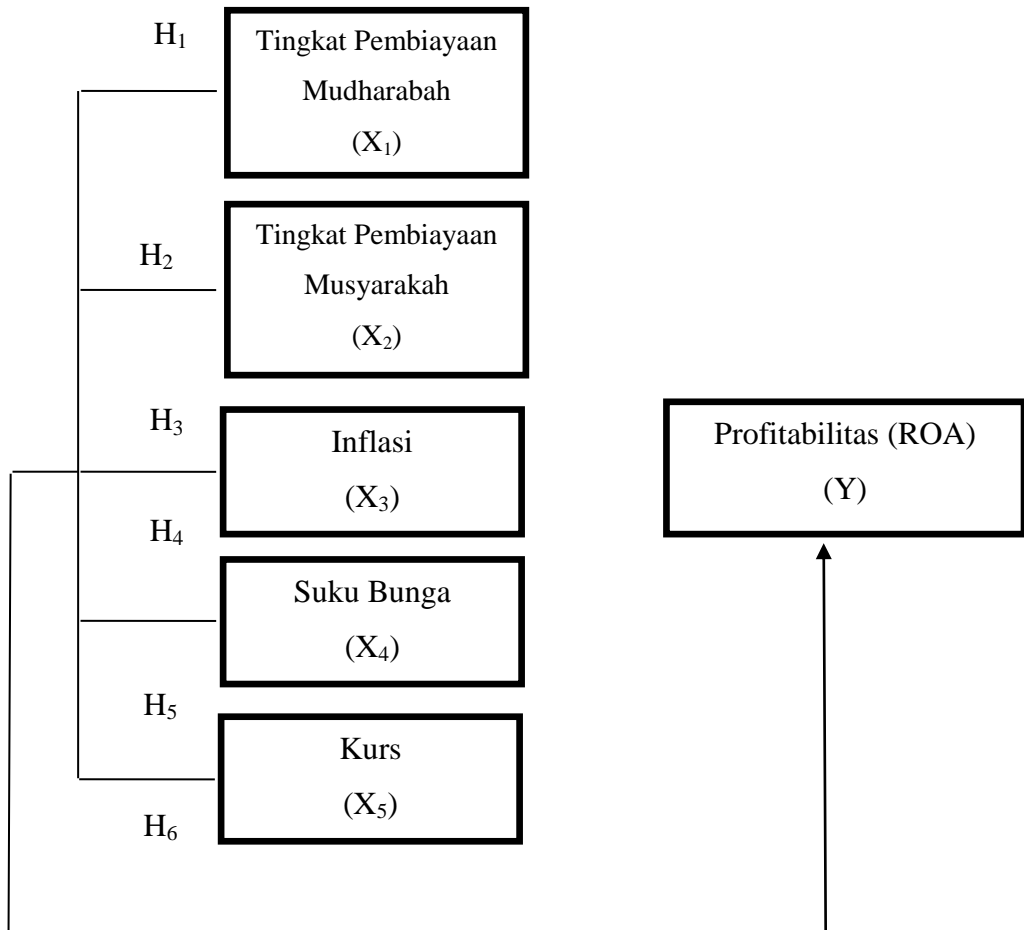 H₁
Tingkat Pembiayaan
Mudharabah
(X₁)
H₂
Tingkat Pembiayaan
Musyarakah
(X₂)
H₃
Inflasi
(X₃)
Profitabilitas (ROA)
(Y)
H₄
Suku Bunga
(X₄)
H₅
Kurs
(X₅)
H₆